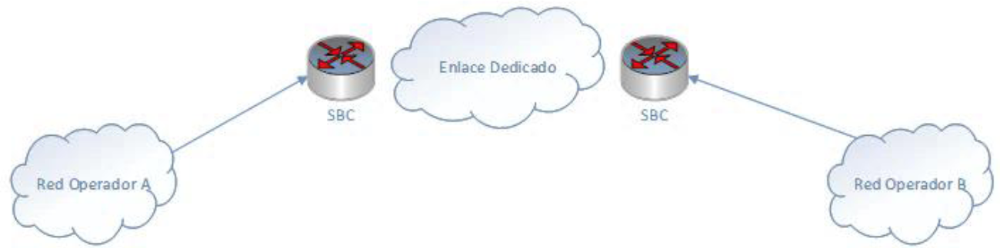 Enlace Dedicado
SBC
SBC
Red Operador A
Red Operador B